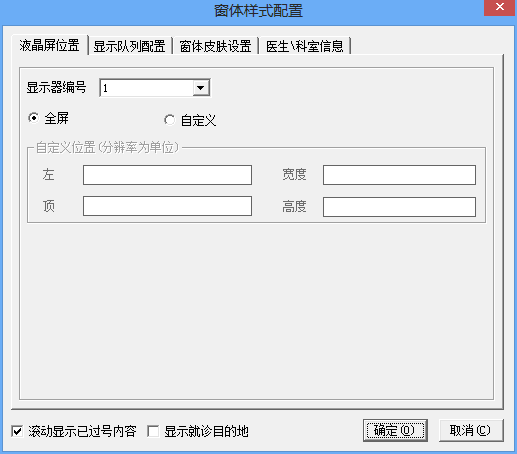 窗体样式配置
液晶屏位置 显示队列配置 窗体皮肤设置 医生\科室信息
显示器编号 1
全屏 自定义
自定义位置(分辨率为单位)
左 宽度
顶 高度
滚动显示已过号内容 显示就诊目的地 确定(O) 取消(C)